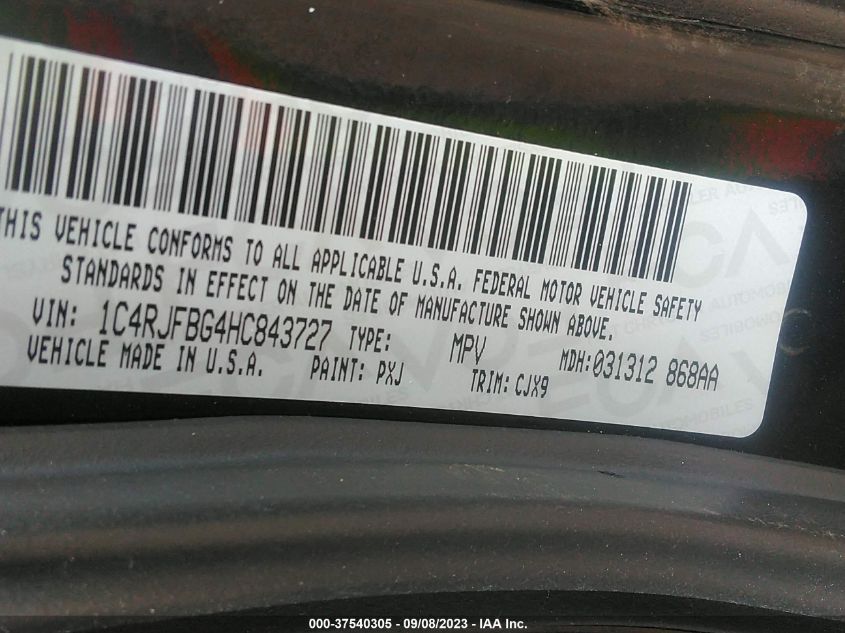 THIS VEHICLE CONFORMS TO ALL APPLICABLE U.S.A. FEDERAL MOTOR VEHICLE SAFETY
STANDARDS IN EFFECT ON THE DATE OF MANUFACTURE SHOWN ABOVE.
VIN: 1C4RJFBG4HC843727 TYPE: MPV MDH:031312 868AA
VEHICLE MADE IN U.S.A. PAINT: PXJ TRIM: CJX9
000-37540305 - 09/08/2023 - IAA Inc.